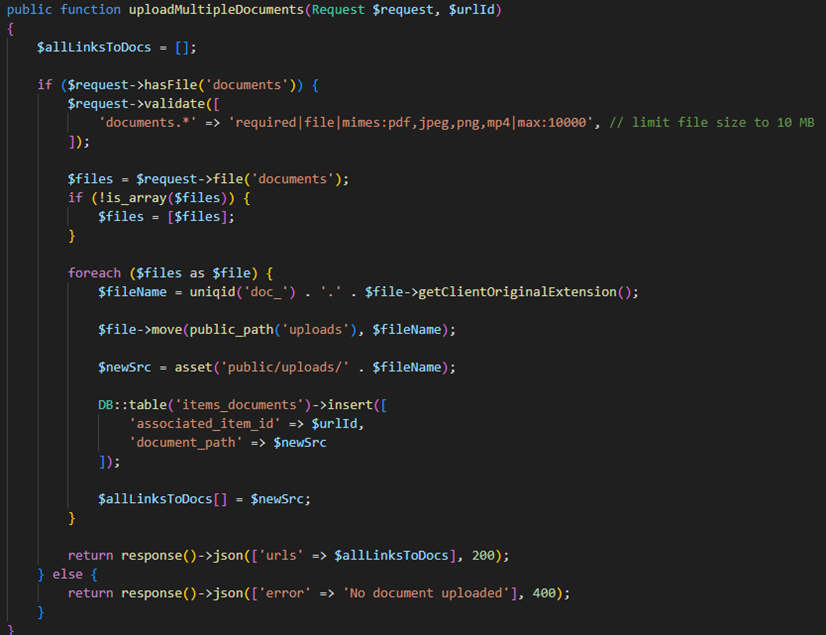 public function uploadMultipleDocuments(Request $request, $urlId)
{
    $allLinksToDocs = [];

    if ($request->hasFile('documents')) {
        $request->validate([
            'documents.*' => 'required|file|mimes:pdf,jpeg,png,mp4|max:10000', // limit file size to 10 MB
        ]);

        $files = $request->file('documents');
        if (!is_array($files)) {
            $files = [$files];
        }

        foreach ($files as $file) {
            $fileName = uniqid('doc_') . '.' . $file->getClientOriginalExtension();

            $file->move(public_path('uploads'), $fileName);

            $newSrc = asset('public/uploads/' . $fileName);

            DB::table('items_documents')->insert([
                'associated_item_id' => $urlId,
                'document_path' => $newSrc
            ]);

            $allLinksToDocs[] = $newSrc;
        }

        return response()->json(['urls' => $allLinksToDocs], 200);
    } else {
        return response()->json(['error' => 'No document uploaded'], 400);
    }
}